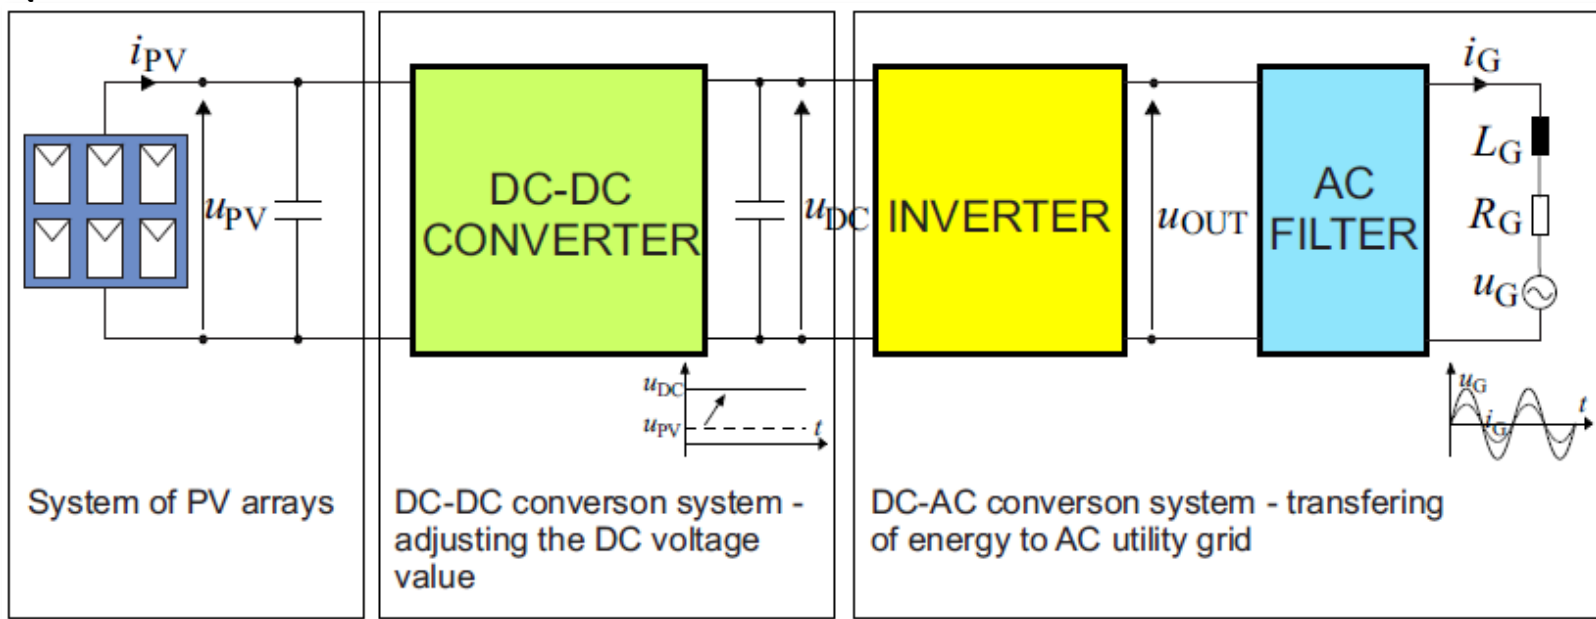 iPV
uPV
DC-DC
CONVERTER
uDC
INVERTER
uOUT
AC
FILTER
iG
LG
RG
uG
uDC
uPV
t
uG
iG
t
System of PV arrays
DC-DC converson system -
adjusting the DC voltage
value
DC-AC converson system - transfering
of energy to AC utility grid